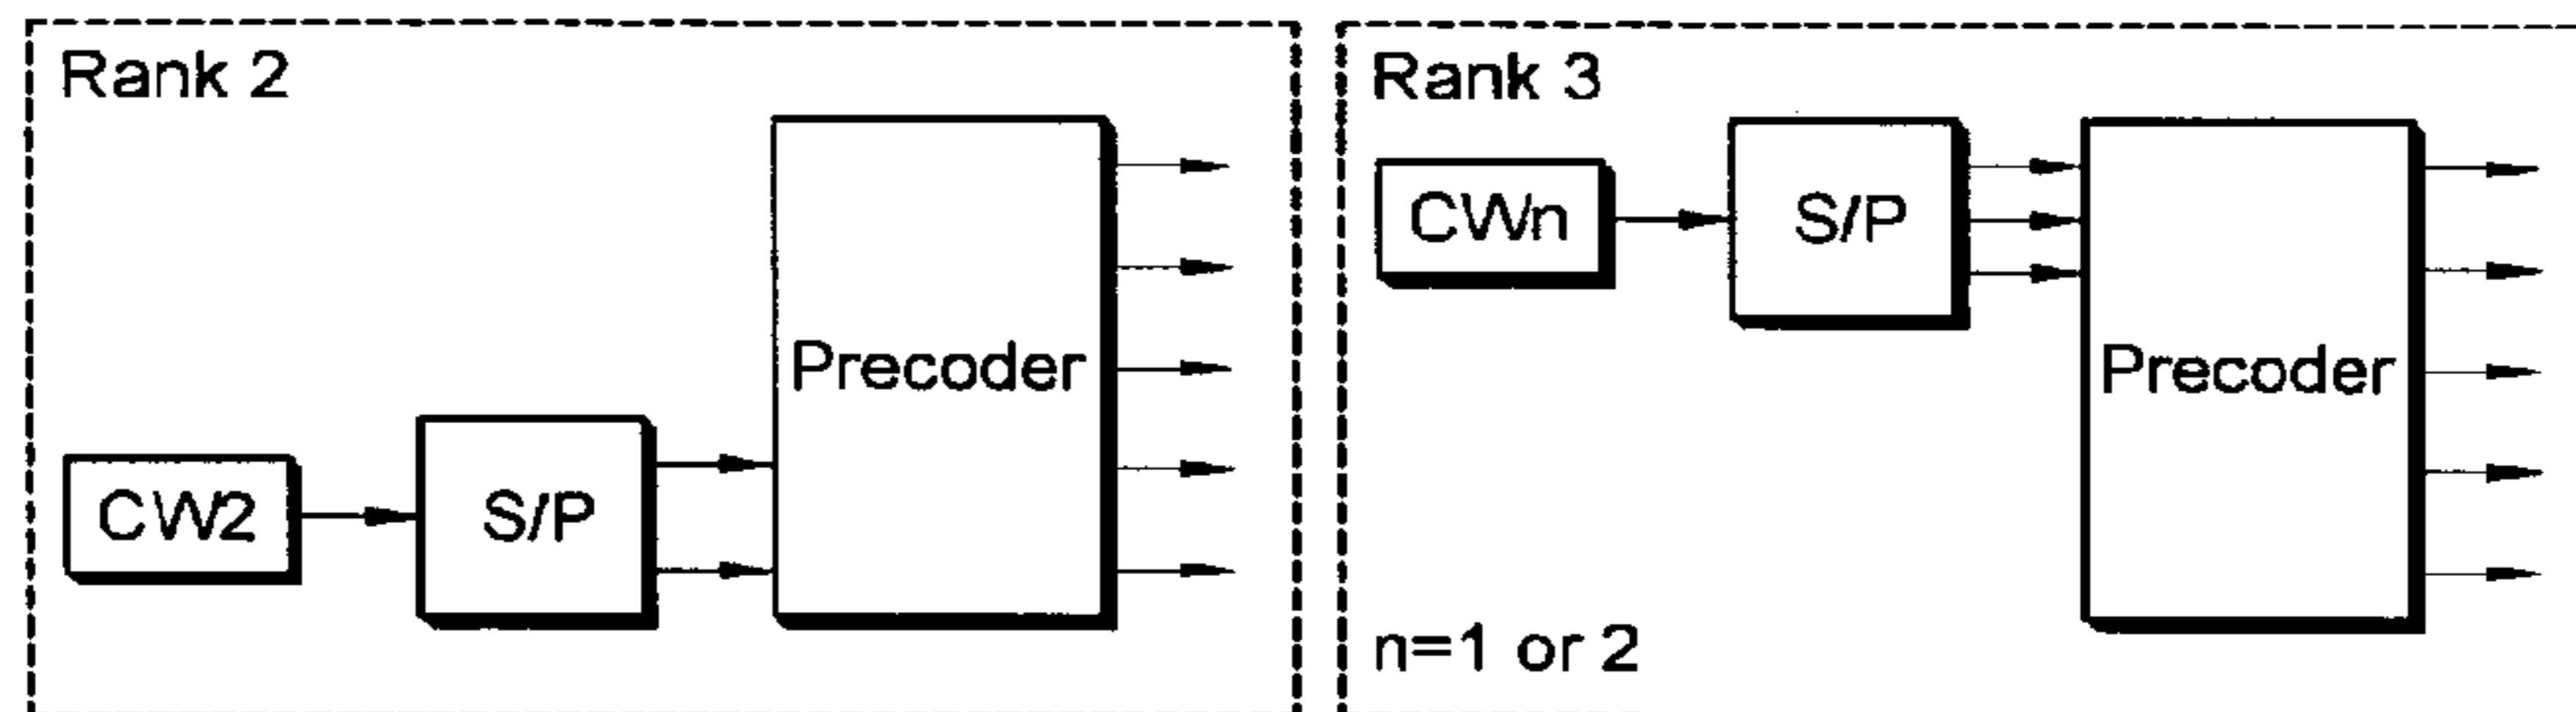 Rank 2
Precoder
CW2
S/P
Rank 3
CWn
S/P
Precoder
n=1 or 2